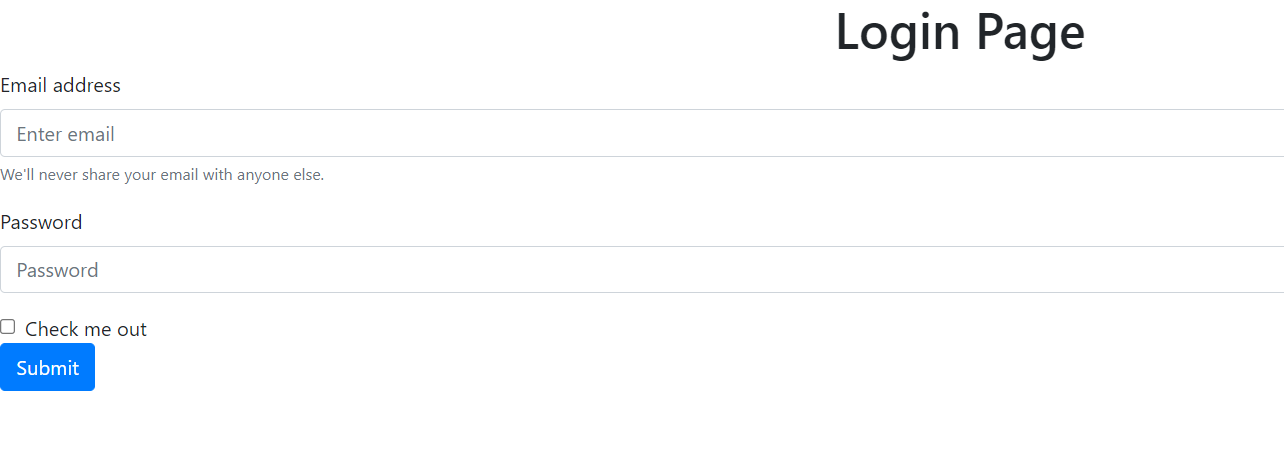 Login Page
Email address
Enter email
We'll never share your email with anyone else.
Password
Password
Check me out
Submit